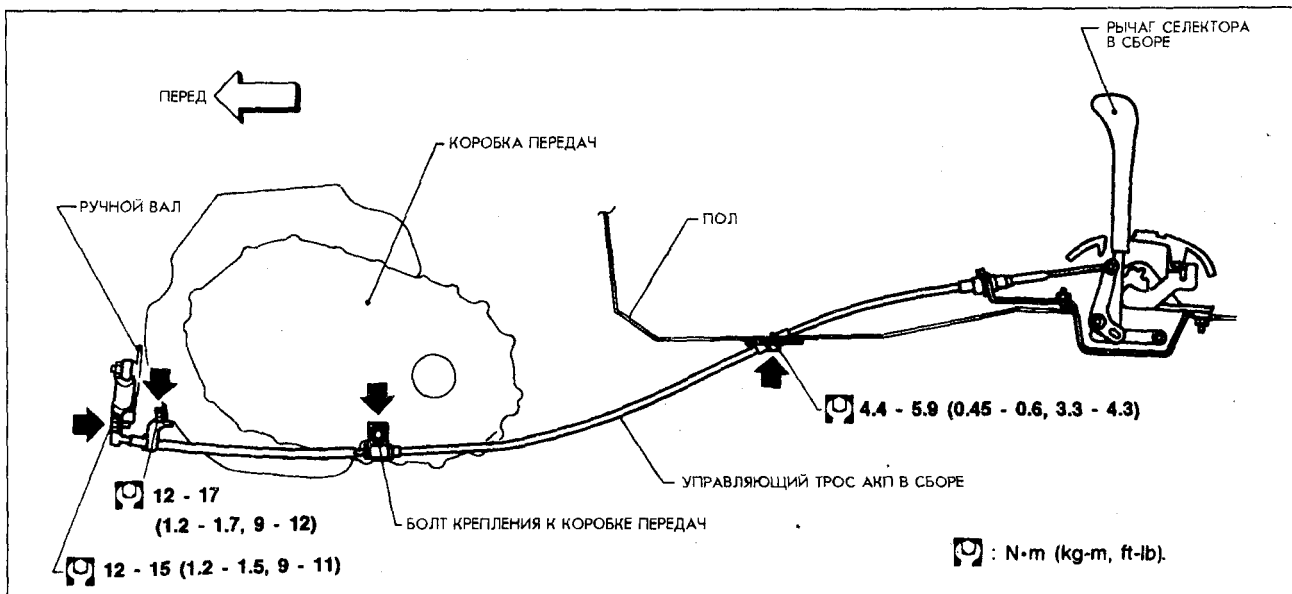 РЫЧАГ СЕЛЕКТОРА
В СБОРЕ
ПЕРЕД
КОРОБКА ПЕРЕДАЧ
РУЧНОЙ ВАЛ
ПОЛ
4.4 - 5.9 (0.45 - 0.6, 3.3 - 4.3)
УПРАВЛЯЮЩИЙ ТРОС АКП В СБОРЕ
12 - 17
(1.2 - 1.7, 9 - 12)
БОЛТ КРЕПЛЕНИЯ К КОРОБКЕ ПЕРЕДАЧ
12 - 15 (1.2 - 1.5, 9 - 11)
: N•m (kg-m, ft-lb).